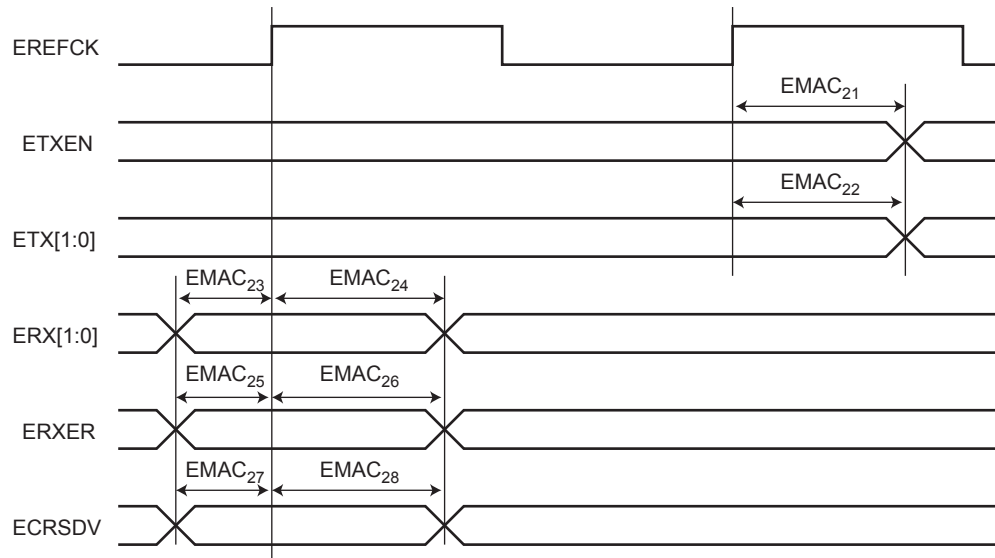 EREFCK
EMAC21
ETXEN
EMAC22
ETX[1:0]
EMAC23 EMAC24
ERX[1:0]
EMAC25 EMAC26
ERXER
EMAC27 EMAC28
ECRSDV